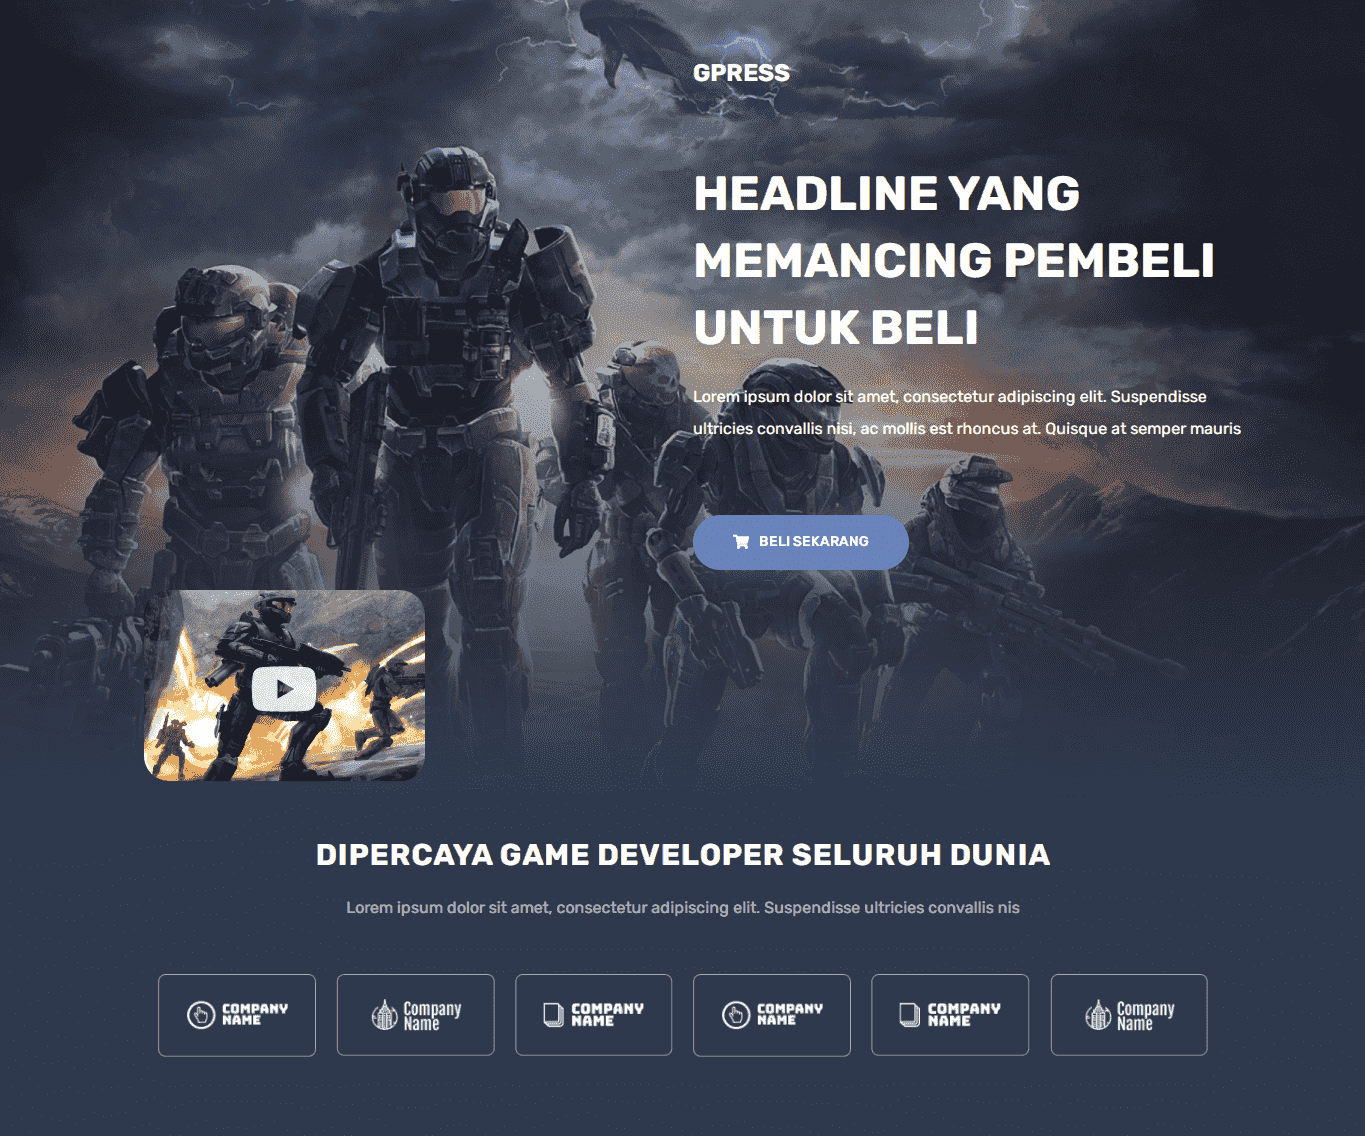 GPRESS
HEADLINE YANG
MEMANCING PEMBELI
UNTUK BELI
Lorem ipsum dolor sit amet, consectetur adipiscing elit. Suspendisse
ultricies convallis nisi, ac mollis est rhoncus at. Quisque at semper mauris
BELI SEKARANG
DIPERCAYA GAME DEVELOPER SELURUH DUNIA
Lorem ipsum dolor sit amet, consectetur adipiscing elit. Suspendisse ultricies convallis nis
COMPANY
NAME
Company
Name
COMPANY
NAME
COMPANY
NAME
COMPANY
NAME
Company
Name